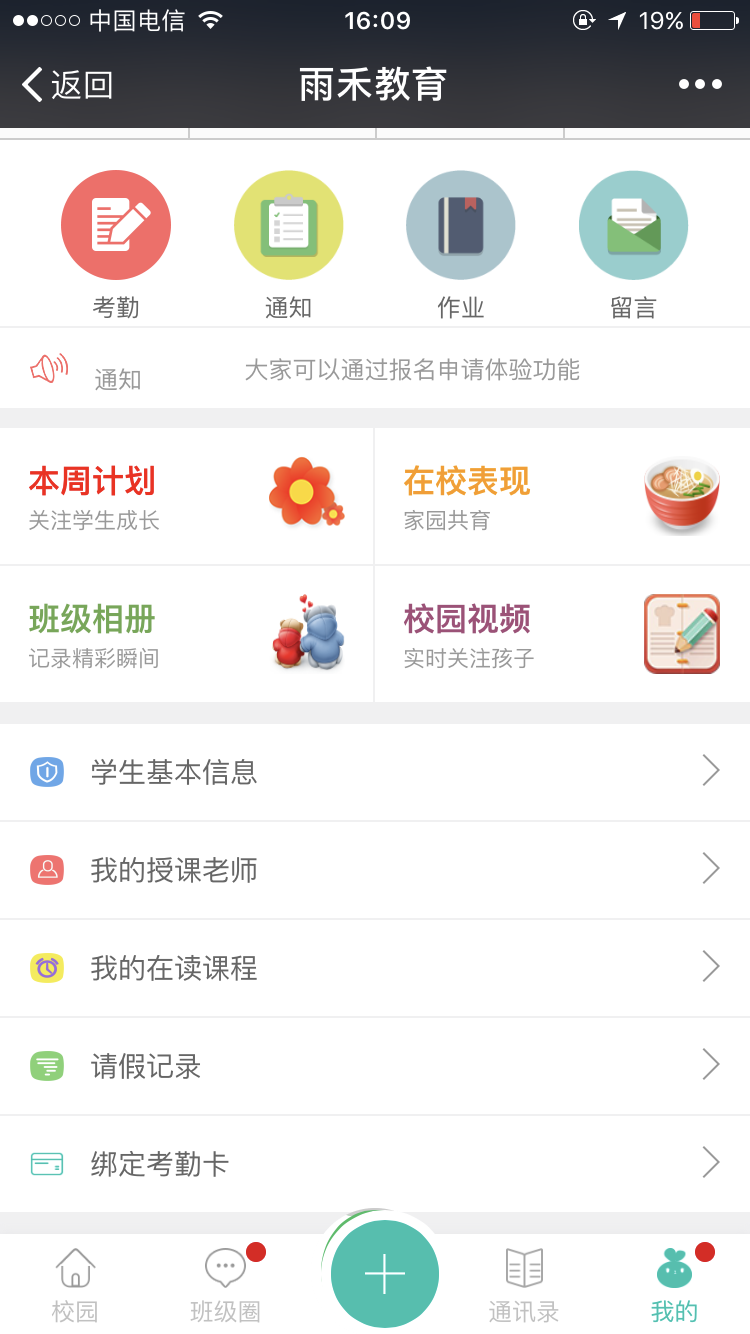 中国电信 16:09 19%
返回 雨禾教育
考勤 通知 作业 留言
通知 大家可以通过报名申请体验功能
本周计划 在校表现
关注学生成长 家园共育
班级相册 校园视频
记录精彩瞬间 实时关注孩子
学生基本信息
我的授课老师
我的在读课程
请假记录
绑定考勤卡
校园 班级圈 通讯录 我的